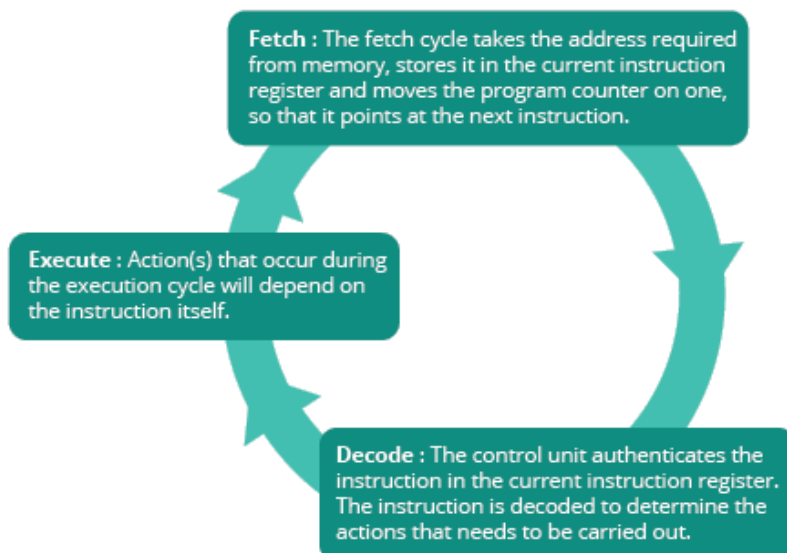 Fetch : The fetch cycle takes the address required
from memory, stores it in the current instruction
register and moves the program counter on one,
so that it points at the next instruction.
Execute : Action(s) that occur during
the execution cycle will depend on
the instruction itself.
Decode : The control unit authenticates the
instruction in the current instruction register.
The instruction is decoded to determine the
actions that needs to be carried out.